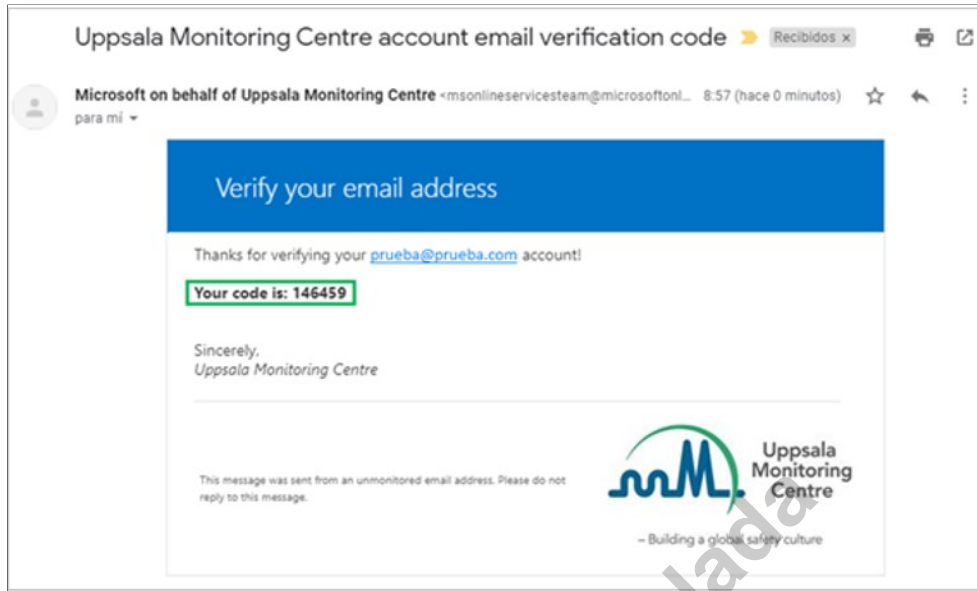 Uppsala Monitoring Centre account email verification code Recibidos x
Microsoft on behalf of Uppsala Monitoring Centre <msonlineservicesteam@microsoftonl... 8:57 (hace 0 minutos)
para mí
Verify your email address
Thanks for verifying your prueba@prueba.com account!
Your code is: 146459
Sincerely,
Uppsala Monitoring Centre
This message was sent from an unmonitored email address. Please do not
reply to this message.
Uppsala
Monitoring
Centre
– Building a global safety culture